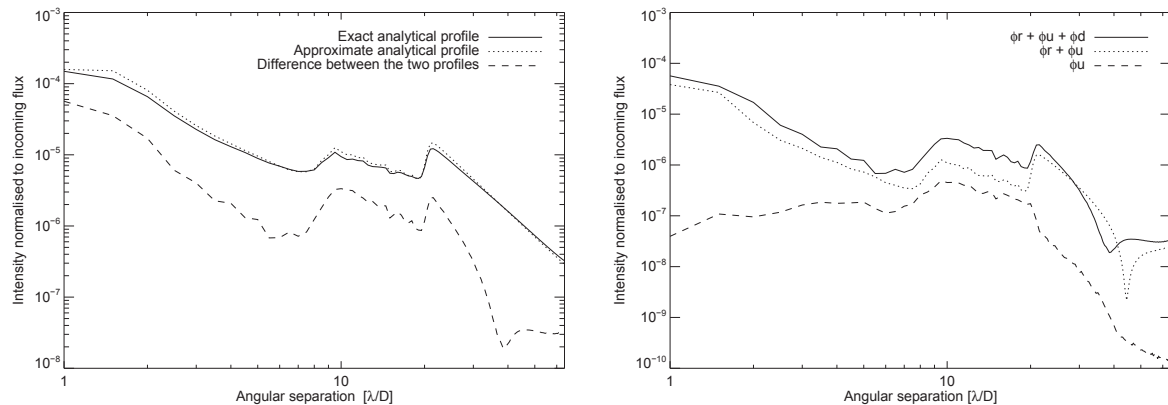 10⁻³
10⁻⁴
10⁻⁵
10⁻⁶
10⁻⁷
10⁻⁸
Intensity normalised to incoming flux
Exact analytical profile
Approximate analytical profile
Difference between the two profiles
1
10
Angular separation [λ/D]
10⁻³
10⁻⁴
10⁻⁵
10⁻⁶
10⁻⁷
10⁻⁸
10⁻⁹
10⁻¹⁰
Intensity normalised to incoming flux
ϕr + ϕu + ϕd
ϕr + ϕu
ϕu
1
10
Angular separation [λ/D]